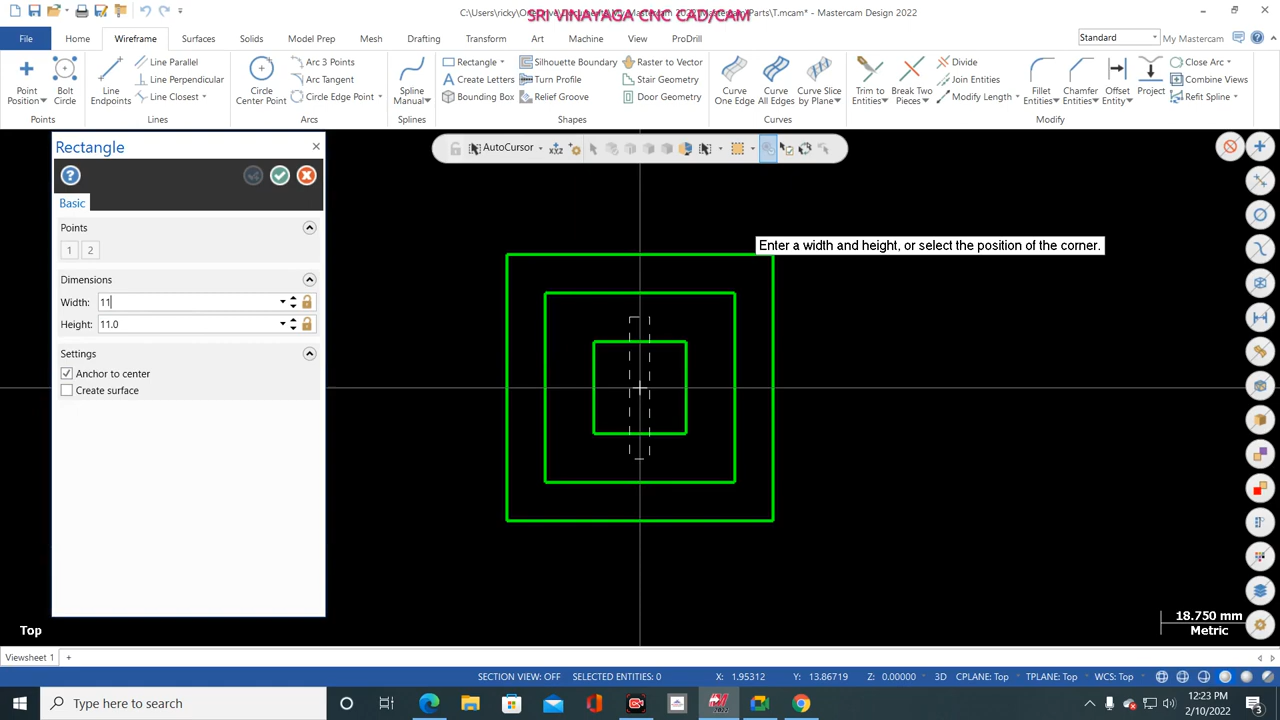 C:\Users\ricky\
Parts\T.mcam* - Mastercam Design 2022
SRI VINAYAGA CNC CAD/CAM
File
Home
Wireframe
Surfaces
Solids
Model Prep
Mesh
Drafting
Transform
Art
Machine
View
ProDrill
Standard
My Mastercam
Point
Position
Bolt
Circle
Points
Line
Endpoints
Line Parallel
Line Perpendicular
Line Closest
Lines
Circle
Center Point
Arc 3 Points
Arc Tangent
Circle Edge Point
Arcs
Spline
Manual
Splines
Rectangle
Create Letters
Bounding Box
Silhouette Boundary
Turn Profile
Relief Groove
Raster to Vector
Stair Geometry
Door Geometry
Shapes
Curve
One Edge
Curve
All Edges
Curve Slice
by Plane
Curves
Trim to
Entities
Break Two
Pieces
Divide
Join Entities
Modify Length
Fillet
Entities
Chamfer
Entities
Offset
Entity
Project
Close Arc
Combine Views
Refit Spline
Modify
Rectangle
Basic
Points
1 2
Dimensions
Width: 11
Height: 11.0
Settings
Anchor to center
Create surface
AutoCursor
Enter a width and height, or select the position of the corner.
18.750 mm
Metric
Top
Viewsheet 1
SECTION VIEW: OFF SELECTED ENTITIES: 0 X: 1.95312 Y: 13.86719 Z: 0.00000 3D CPLANE: Top TPLANE: Top WCS: Top
Type here to search
12:23 PM
2/10/2022
3